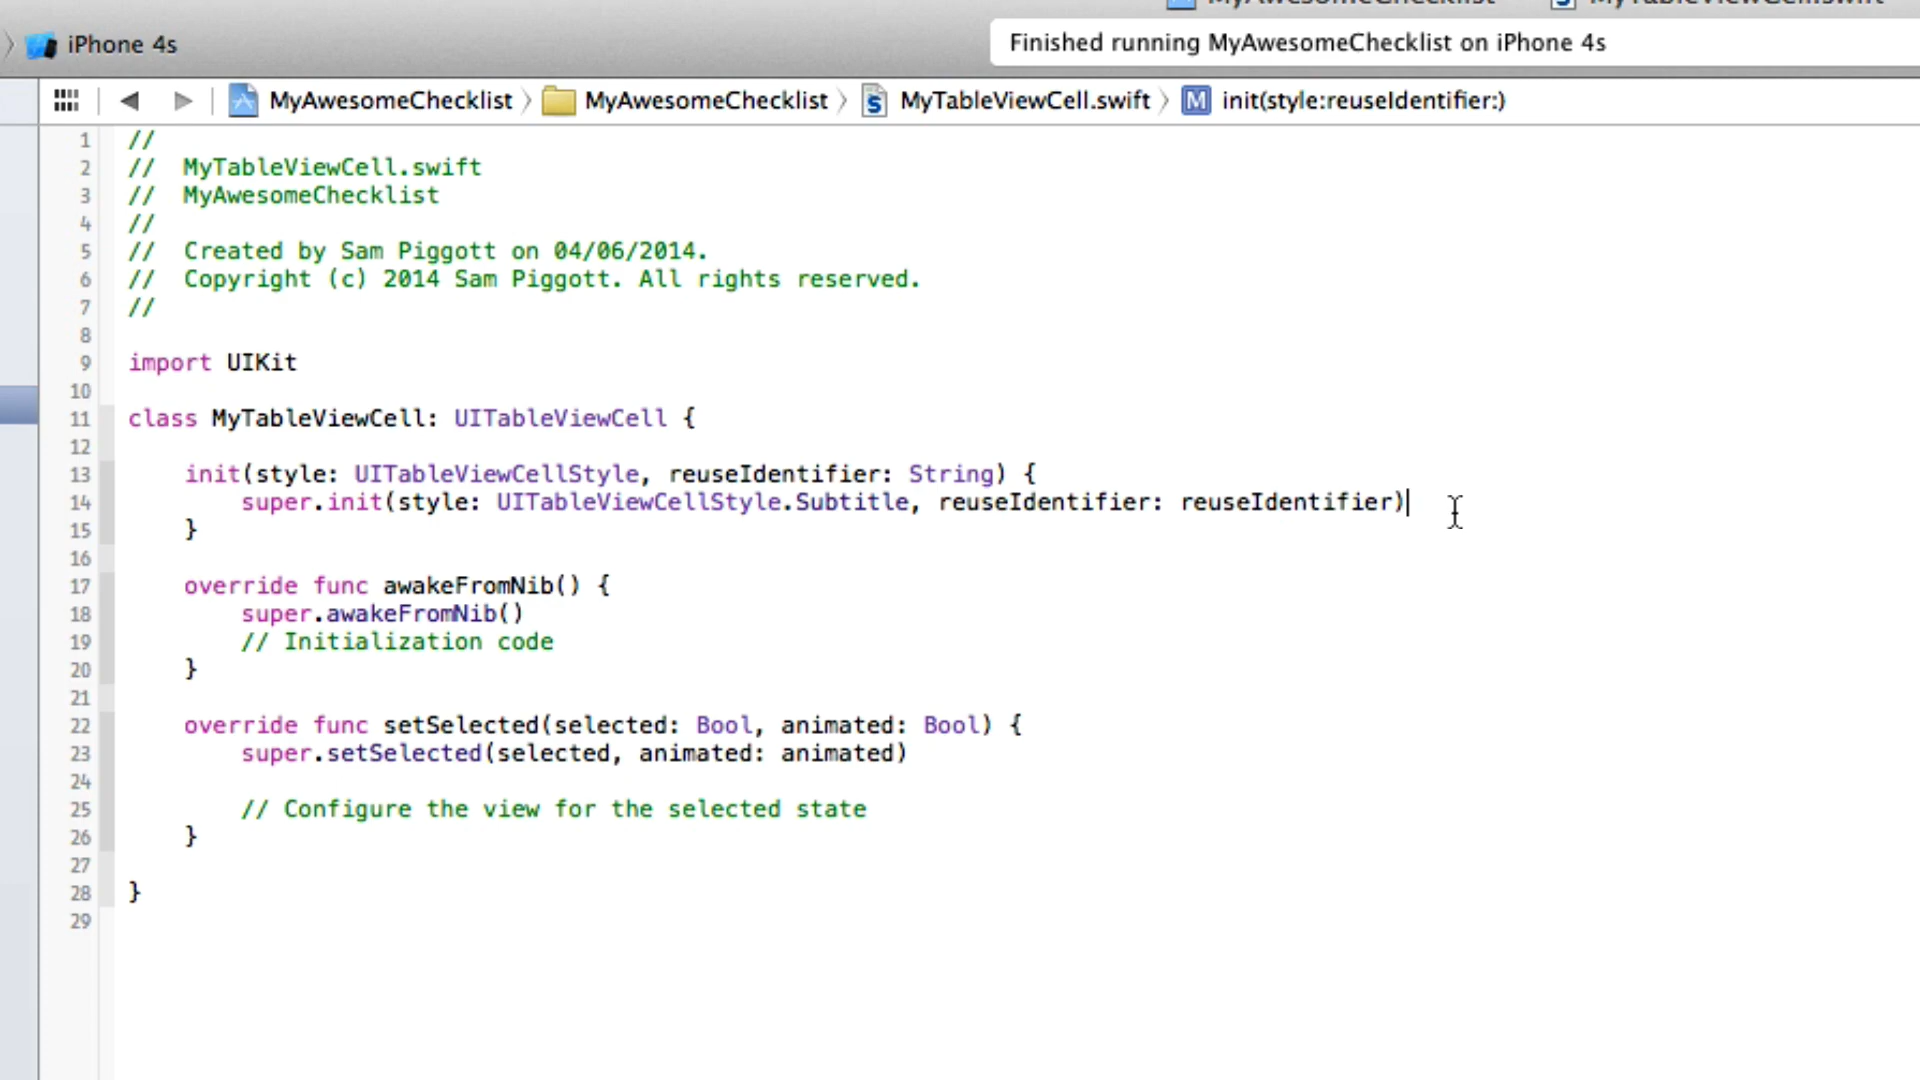 MyAwesomeChecklist MyTableViewCell.swift
iPhone 4s
Finished running MyAwesomeChecklist on iPhone 4s
MyAwesomeChecklist MyAwesomeChecklist MyTableViewCell.swift M init(style:reuseIdentifier:)
1 //
2 // MyTableViewCell.swift
3 // MyAwesomeChecklist
4 //
5 // Created by Sam Piggott on 04/06/2014.
6 // Copyright (c) 2014 Sam Piggott. All rights reserved.
7 //
8
9 import UIKit
10
11 class MyTableViewCell: UITableViewCell {
12
13 init(style: UITableViewCellStyle, reuseIdentifier: String) {
14 super.init(style: UITableViewCellStyle.Subtitle, reuseIdentifier: reuseIdentifier)
15 }
16
17 override func awakeFromNib() {
18 super.awakeFromNib()
19 // Initialization code
20 }
21
22 override func setSelected(selected: Bool, animated: Bool) {
23 super.setSelected(selected, animated: animated)
24
25 // Configure the view for the selected state
26 }
27
28 }
29